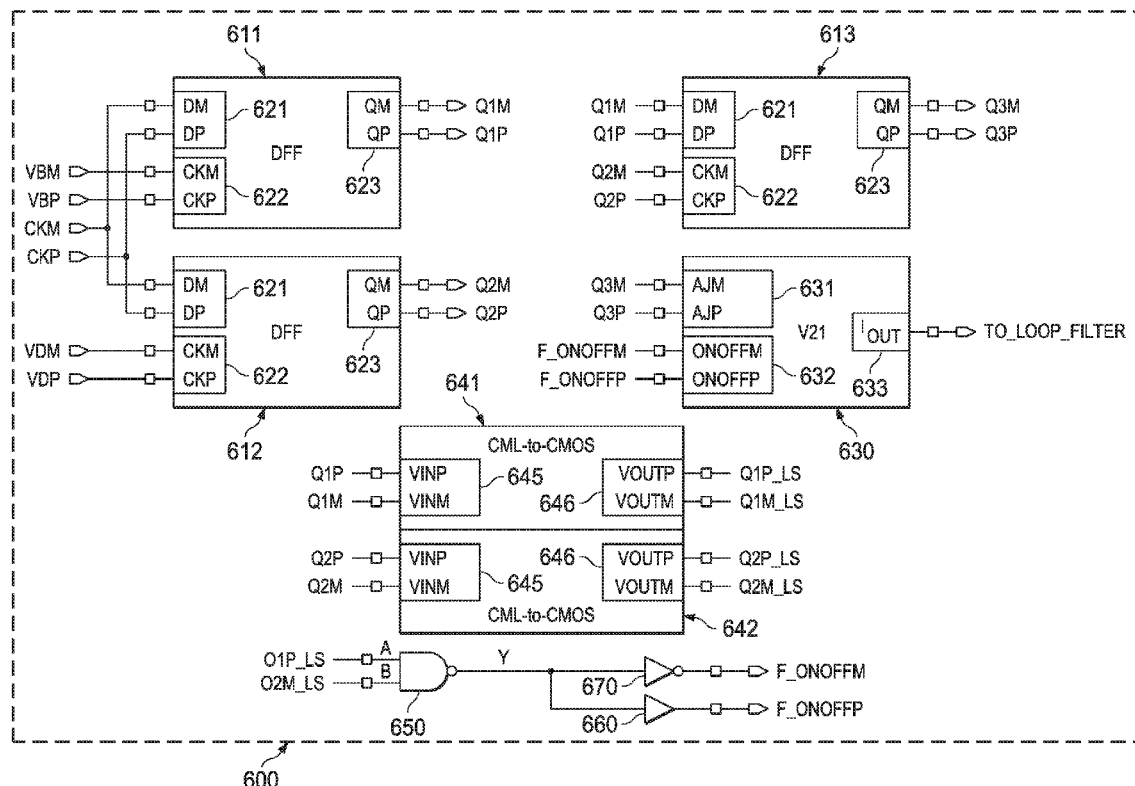 611
DM
DP
621
DFF
QM
QP
623
Q1M
Q1P
VBM
VBP
CKM
CKP
622
CKM
CKP
DM
DP
621
DFF
QM
QP
623
Q2M
Q2P
VDM
VDP
CKM
CKP
622
612
613
Q1M
Q1P
DM
DP
621
DFF
QM
QP
623
Q3M
Q3P
Q2M
Q2P
CKM
CKP
622
Q3M
Q3P
AJM
AJP
631
V21
IOUT
633
TO_LOOP_FILTER
F_ONOFFM
F_ONOFFP
ONOFFM
ONOFFP
632
630
641
CML-to-CMOS
Q1P
Q1M
VINP
VINM
645
646
VOUTP
VOUTM
Q1P_LS
Q1M_LS
Q2P
Q2M
VINP
VINM
645
646
VOUTP
VOUTM
Q2P_LS
Q2M_LS
CML-to-CMOS
642
O1P_LS
O2M_LS
A
B
650
Y
670
F_ONOFFM
660
F_ONOFFP
600